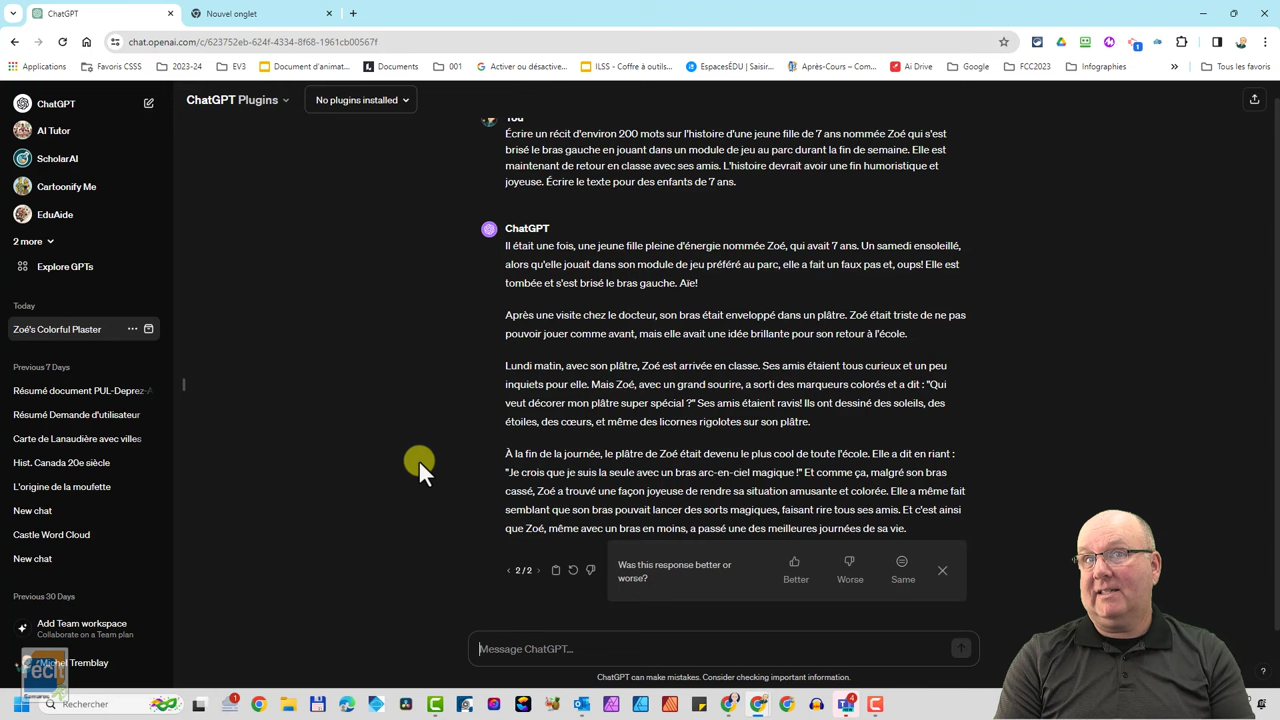 ChatGPT
Nouvel onglet
chat.openai.com/c/623752eb-624f-4334-8f68-1961cb00567f
Applications
Favoris CSSS
2023-24
EV3
Document d'animat...
ILSS - Coffre à outils...
001
Documents
Activer ou désactive...
EspacesÉDU | Saisir...
Après-Cours – Com...
Ai Drive
Google
FCC2023
Infographies
Tous les favoris
ChatGPT
AI Tutor
ScholarAI
Cartoonify Me
EduAide
2 more
Explore GPTs
Today
Zoé's Colorful Plaster
Previous 7 Days
Résumé document PUL-Deprez-A
Résumé Demande d'utilisateur
Carte de Lanaudière avec villes
Hist. Canada 20e siècle
L'origine de la moufette
New chat
Castle Word Cloud
New chat
Previous 30 Days
Add Team workspace
Collaborate on a Team plan
Michel Tremblay
récit
ChatGPT Plugins
No plugins installed
You
Écrire un récit d'environ 200 mots sur l'histoire d'une jeune fille de 7 ans nommée Zoé qui s'est
brisé le bras gauche en jouant dans un module de jeu au parc durant la fin de semaine. Elle est
maintenant de retour en classe avec ses amis. L'histoire devrait avoir une fin humoristique et
joyeuse. Écrire le texte pour des enfants de 7 ans.
ChatGPT
Il était une fois, une jeune fille pleine d'énergie nommée Zoé, qui avait 7 ans. Un samedi ensoleillé,
alors qu'elle jouait dans son module de jeu préféré au parc, elle a fait un faux pas et, oups! Elle est
tombée et s'est brisé le bras gauche. Aïe!
Après une visite chez le docteur, son bras était enveloppé dans un plâtre. Zoé était triste de ne pas
pouvoir jouer comme avant, mais elle avait une idée brillante pour son retour à l'école.
Lundi matin, avec son plâtre, Zoé est arrivée en classe. Ses amis étaient tous curieux et un peu
inquiets pour elle. Mais Zoé, avec un grand sourire, a sorti des marqueurs colorés et a dit : "Qui
veut décorer mon plâtre super spécial ?" Ses amis étaient ravis! Ils ont dessiné des soleils, des
étoiles, des cœurs, et même des licornes rigolotes sur son plâtre.
À la fin de la journée, le plâtre de Zoé était devenu le plus cool de toute l'école. Elle a dit en riant :
"Je crois que je suis la seule avec un bras arc-en-ciel magique !" Et comme ça, malgré son bras
cassé, Zoé a trouvé une façon joyeuse de rendre sa situation amusante et colorée. Elle a même fait
semblant que son bras pouvait lancer des sorts magiques, faisant rire tous ses amis. Et c'est ainsi
que Zoé, même avec un bras en moins, a passé une des meilleures journées de sa vie.
2/2
Was this response better or
worse?
Better
Worse
Same
Message ChatGPT...
ChatGPT can make mistakes. Consider checking important information.
Rechercher